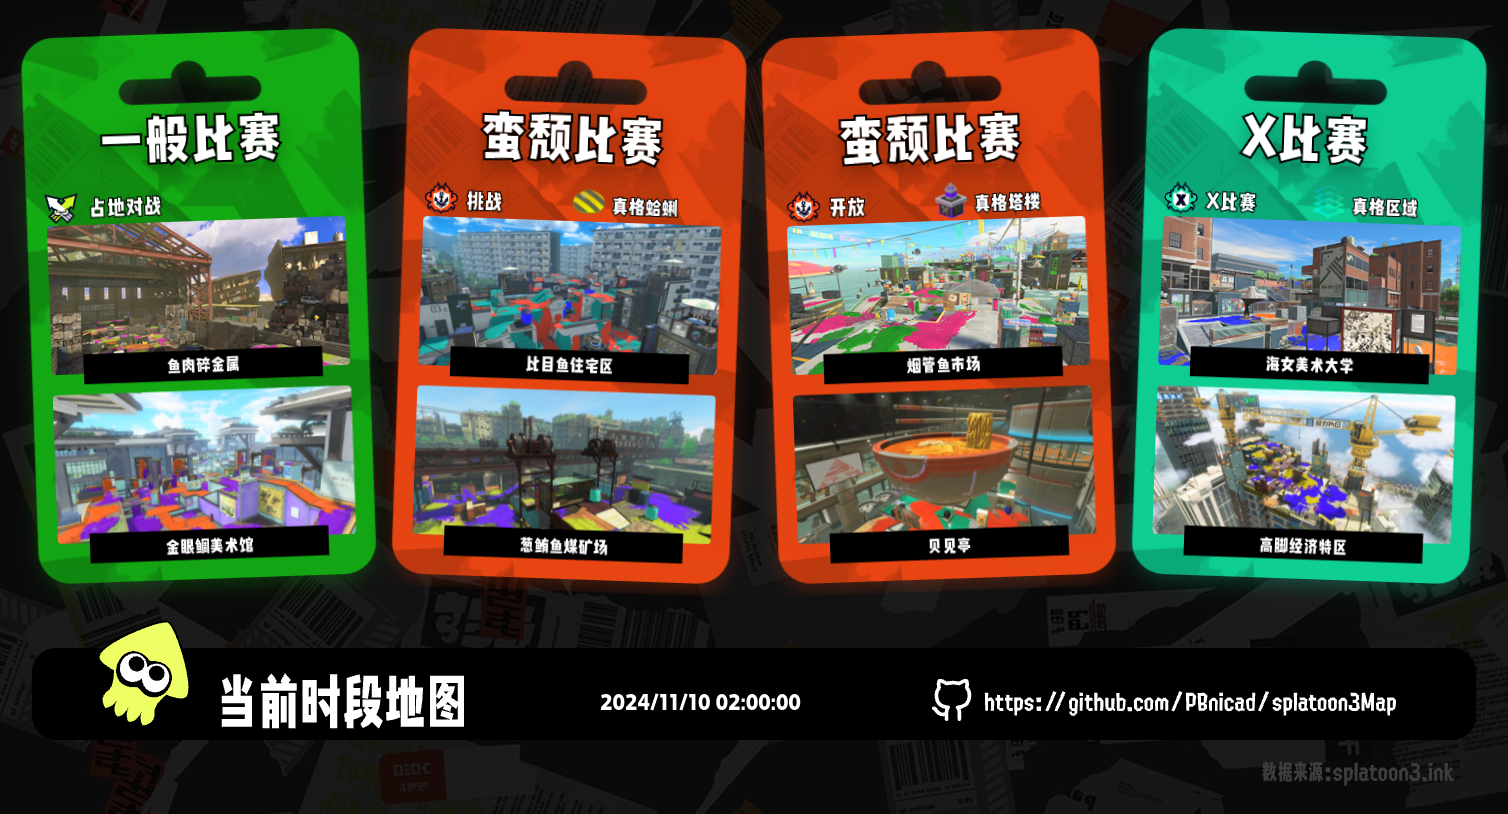 一般比赛
占地对战
鱼肉碎金属
金眼鲷美术馆
蛮颓比赛
挑战
真格蛤蜊
比目鱼住宅区
葱鲔鱼煤矿场
蛮颓比赛
开放
真格塔楼
烟管鱼市场
贝见亭
X比赛
X比赛
真格区域
海女美术大学
高脚经济特区
当前时段地图
2024/11/10 02:00:00
https://github.com/PBnicad/splatoon3Map
数据来源:splatoon3.ink